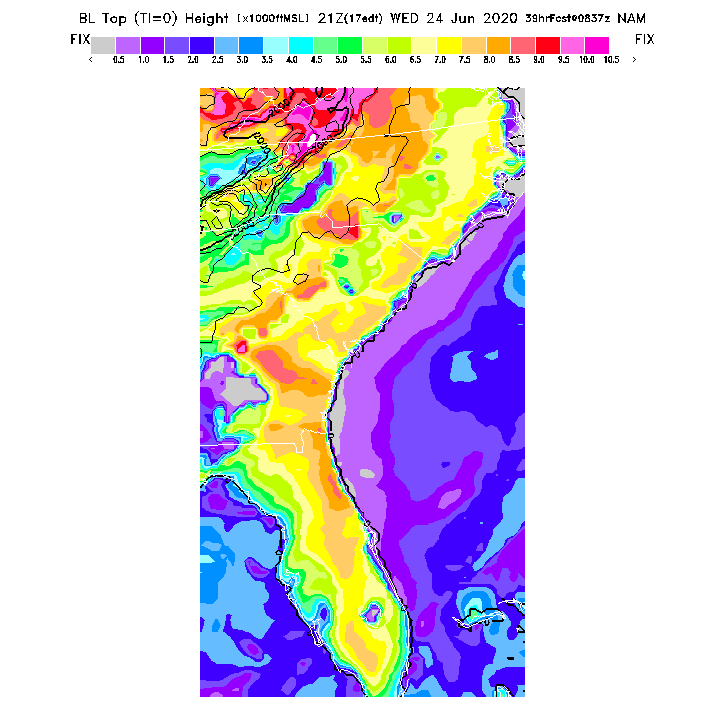 BL Top (TI=0) Height [x1000ftMSL] 21Z(17edt) WED 24 Jun 2020 39hrFcst@0837z NAM
FIX FIX
< 0.5 1.0 1.5 2.0 2.5 3.0 3.5 4.0 4.5 5.0 5.5 6.0 6.5 7.0 7.5 8.0 8.5 9.0 9.5 10.0 10.5 >